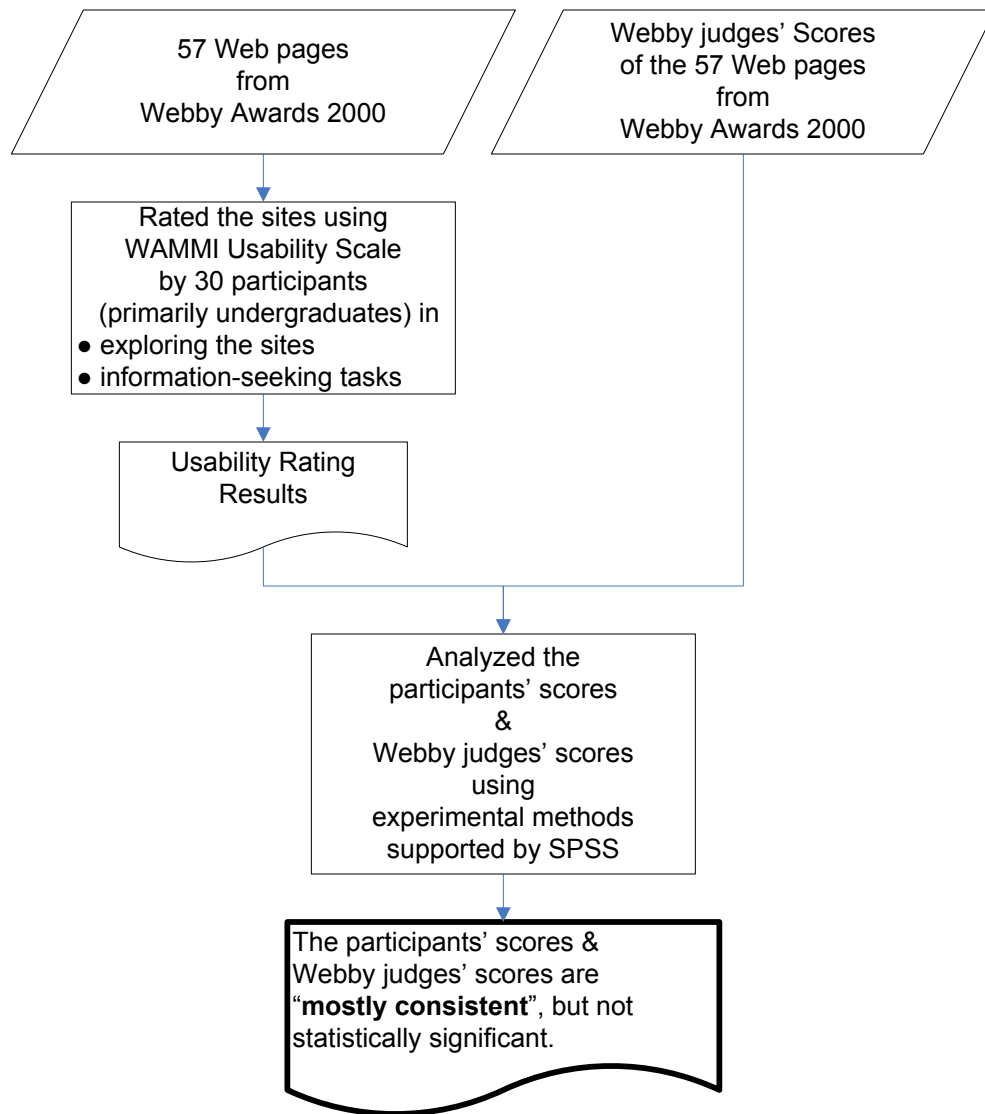 57 Web pages
from
Webby Awards 2000
Webby judges’ Scores
of the 57 Web pages
from
Webby Awards 2000
Rated the sites using
WAMMI Usability Scale
by 30 participants
(primarily undergraduates) in
● exploring the sites
● information-seeking tasks
Usability Rating
Results
Analyzed the
participants’ scores
&
Webby judges’ scores
using
experimental methods
supported by SPSS
The participants’ scores &
Webby judges’ scores are
“mostly consistent”, but not
statistically significant.